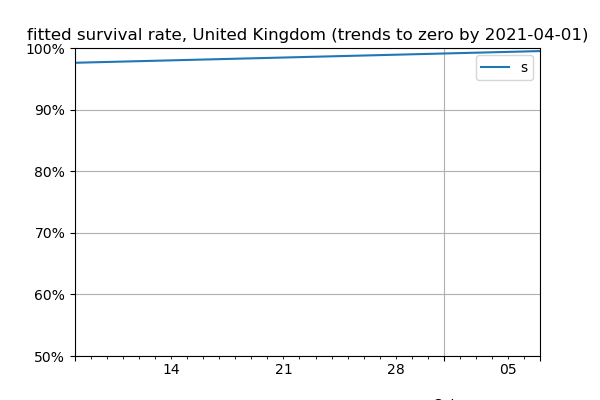 fitted survival rate, United Kingdom (trends to zero by 2021-04-01)
100%
s
90%
80%
70%
60%
50%
14 21 28 05